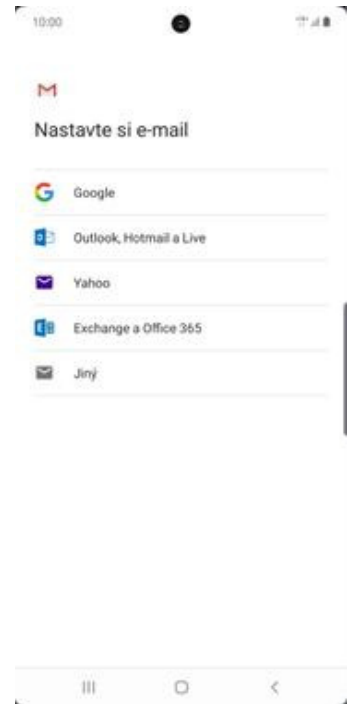 10:00
Nastavte si e-mail
Google
Outlook, Hotmail a Live
Yahoo
Exchange a Office 365
Jiný